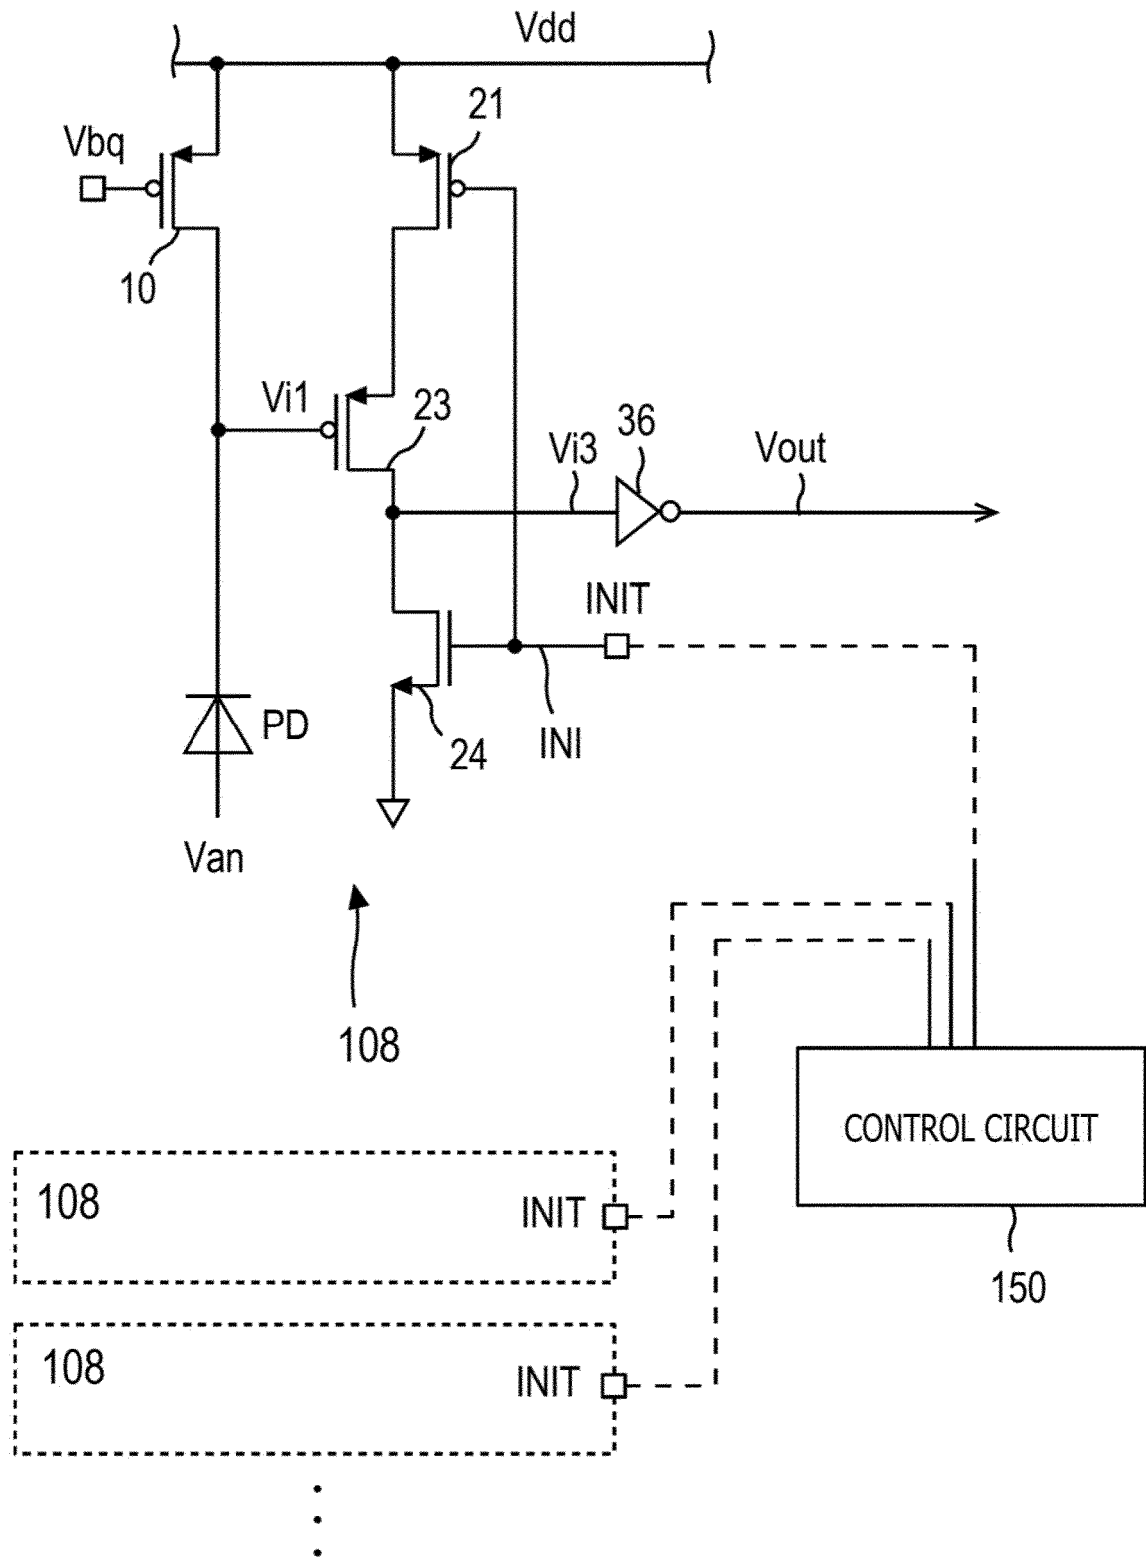 Vdd
21
Vbq
10
Vi1
23
36
Vi3
Vout
INIT
PD
24
INI
Van
108
CONTROL CIRCUIT
108
INIT
150
108
INIT